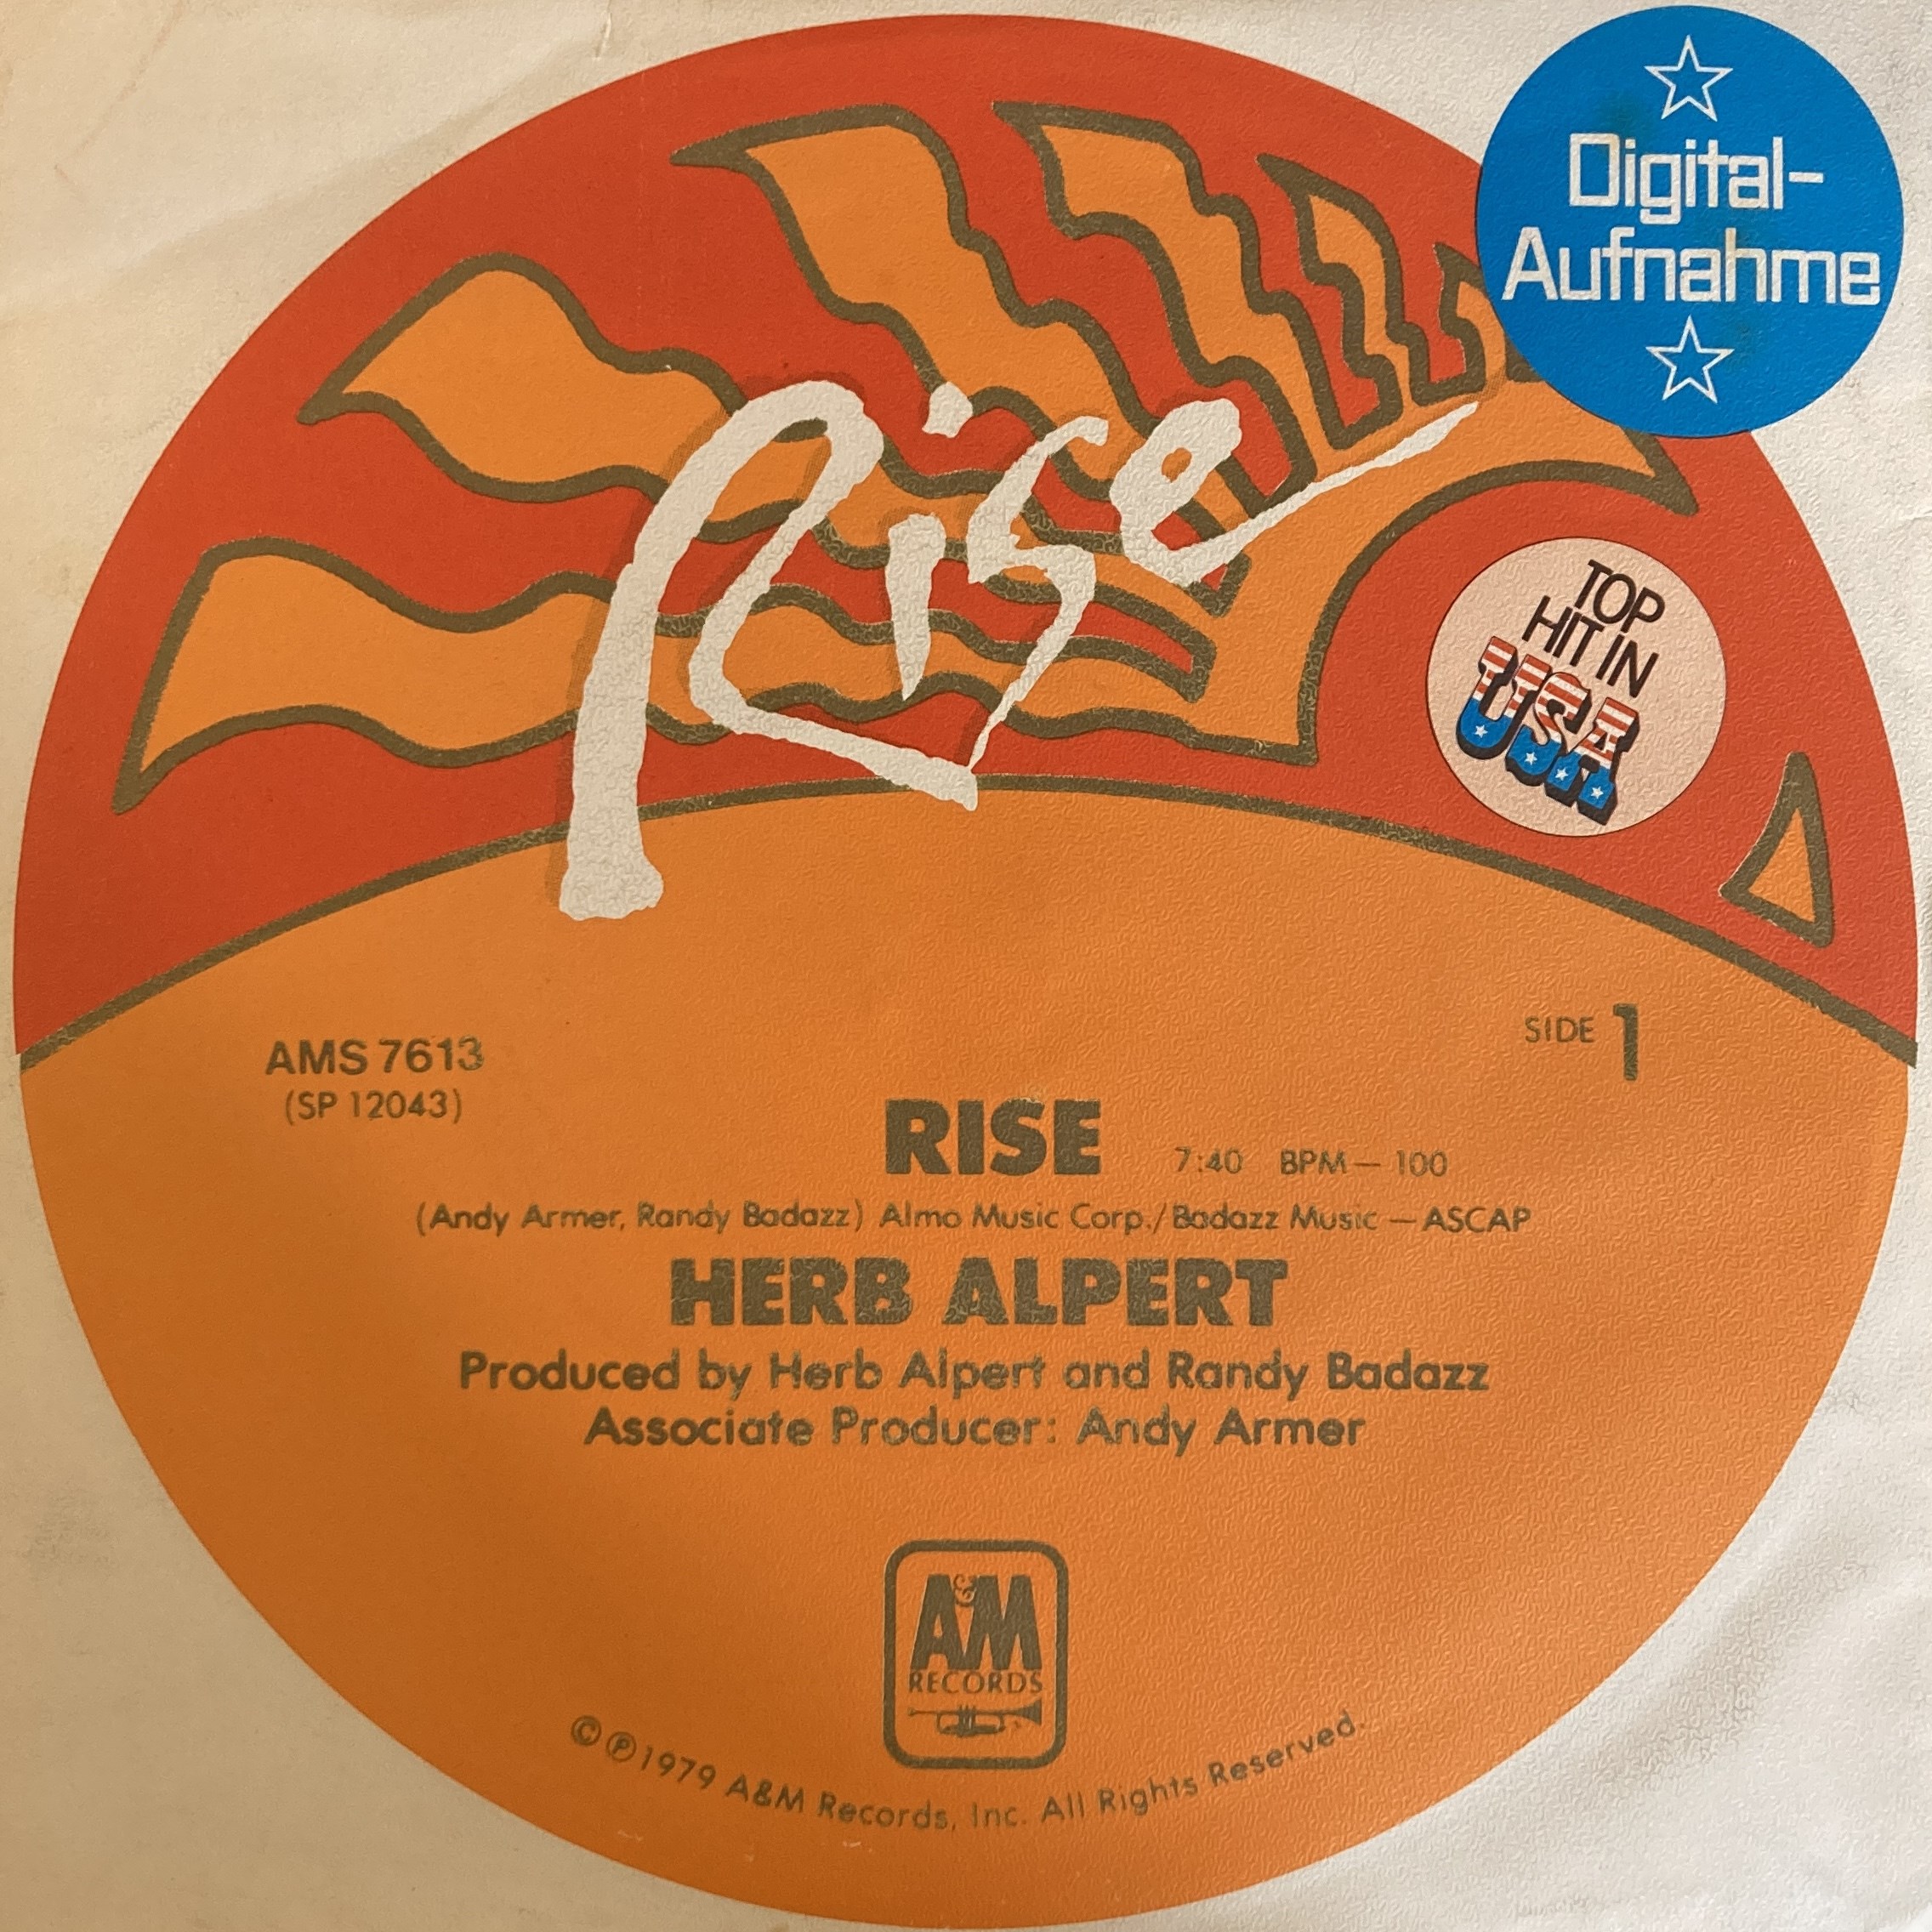 Digital-
Aufnahme
Rise
TOP
HIT IN
USA
AMS 7613
(SP 12043)
SIDE 1
RISE 7:40 BPM — 100
(Andy Armer, Randy Badazz) Almo Music Corp./Badazz Music — ASCAP
HERB ALPERT
Produced by Herb Alpert and Randy Badazz
Associate Producer: Andy Armer
A&M
RECORDS
©℗1979 A&M Records, Inc. All Rights Reserved.